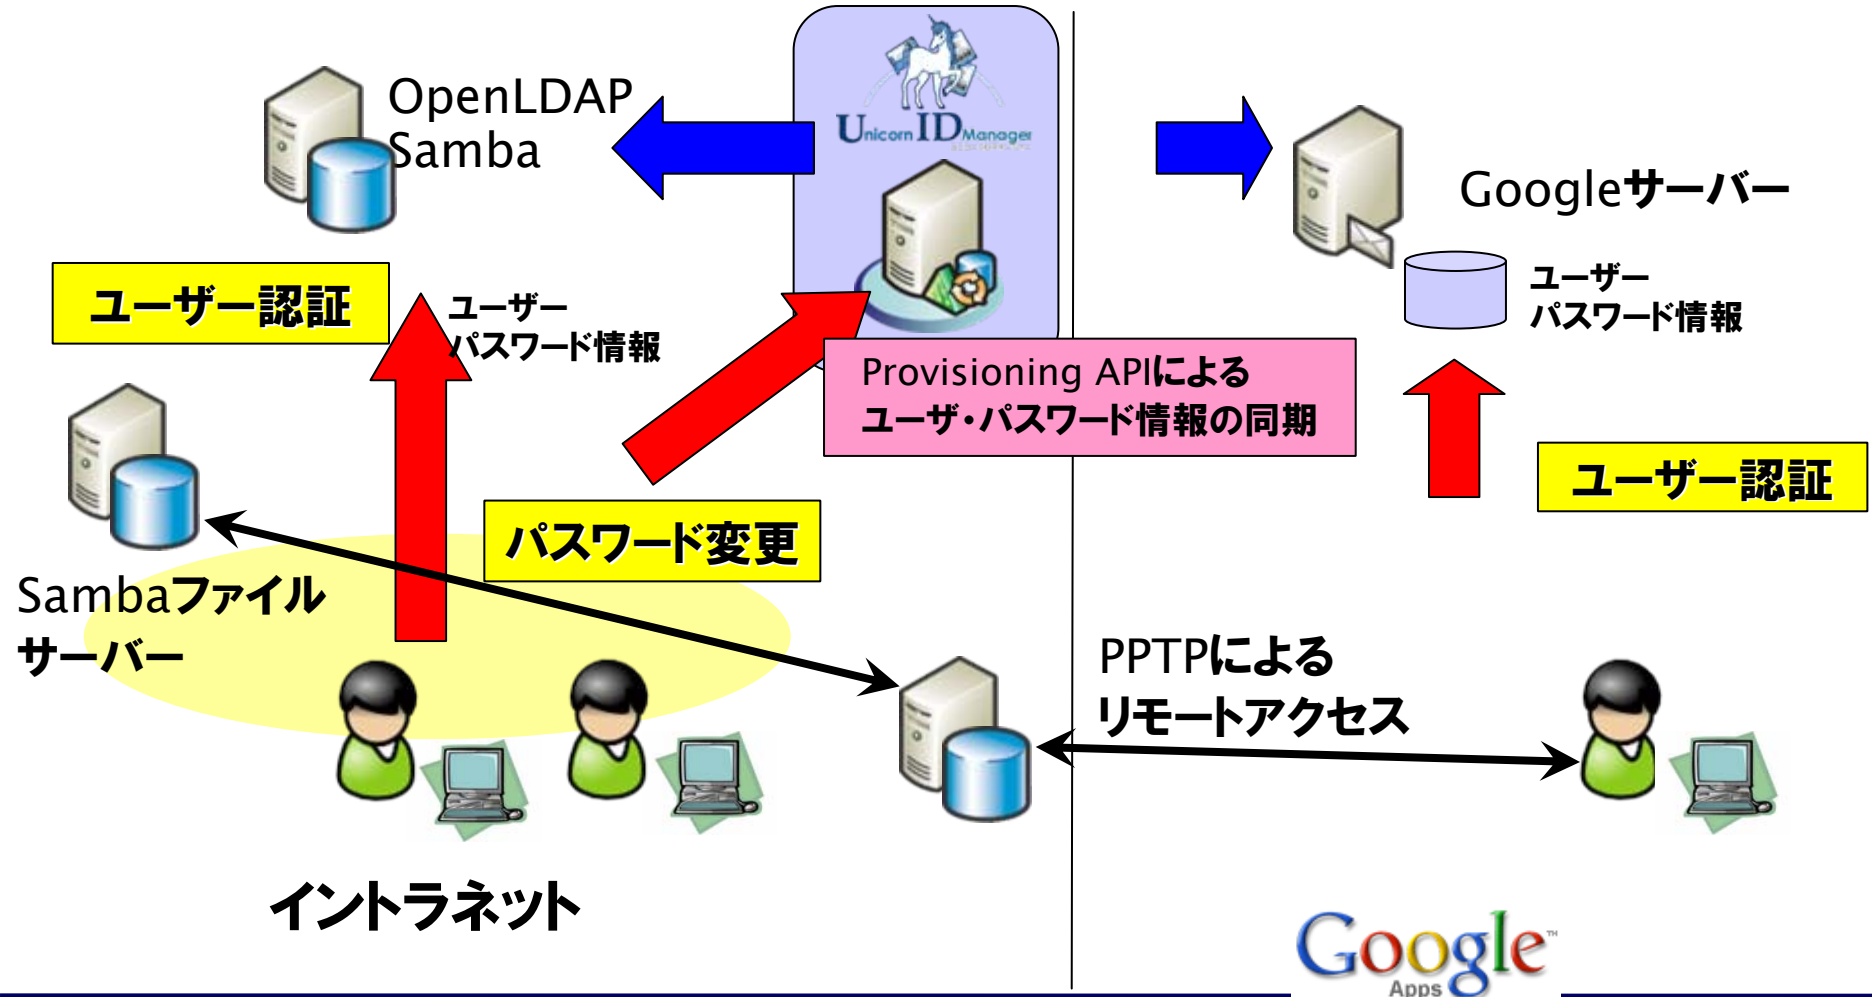 OpenLDAP
Samba
Unicorn ID Manager
Googleサーバー
ユーザー
パスワード情報
ユーザー認証
ユーザー
パスワード情報
Provisioning APIによる
ユーザ・パスワード情報の同期
ユーザー認証
パスワード変更
Sambaファイル
サーバー
PPTPによる
リモートアクセス
イントラネット
Google™
Apps